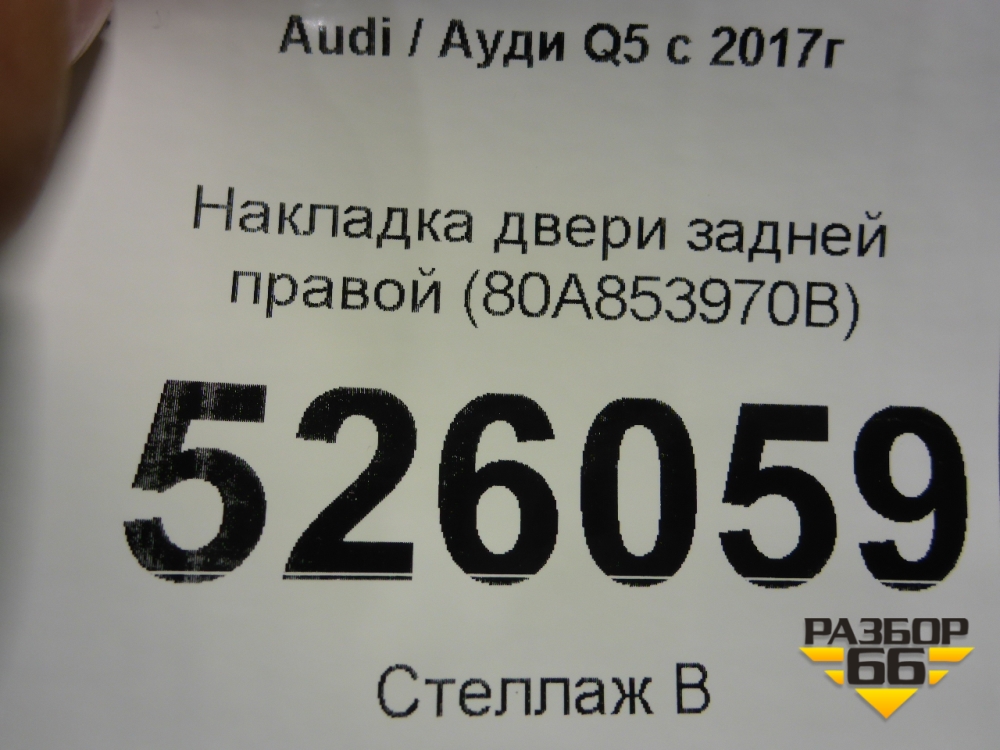 Audi / Ауди Q5 с 2017г
Накладка двери задней
правой (80A853970B)
526059
Стеллаж В
РАЗБОР
66